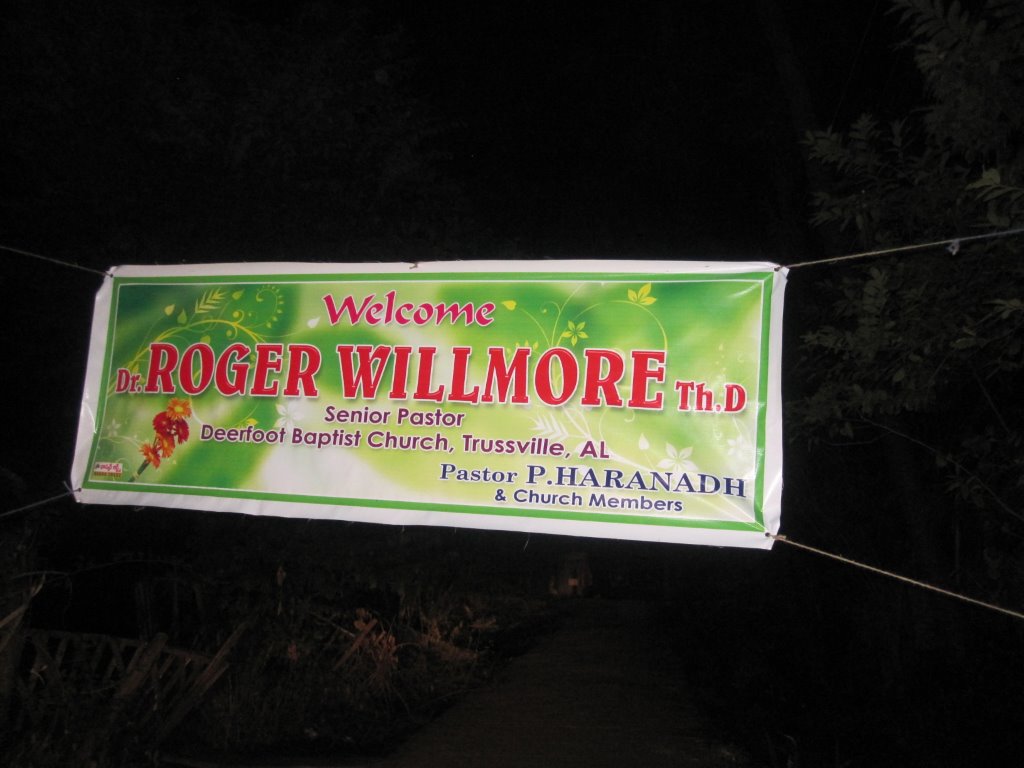 Welcome
Dr. ROGER WILLMORE Th.D
Senior Pastor
Deerfoot Baptist Church, Trussville, AL
Pastor P.HARANADH
& Church Members